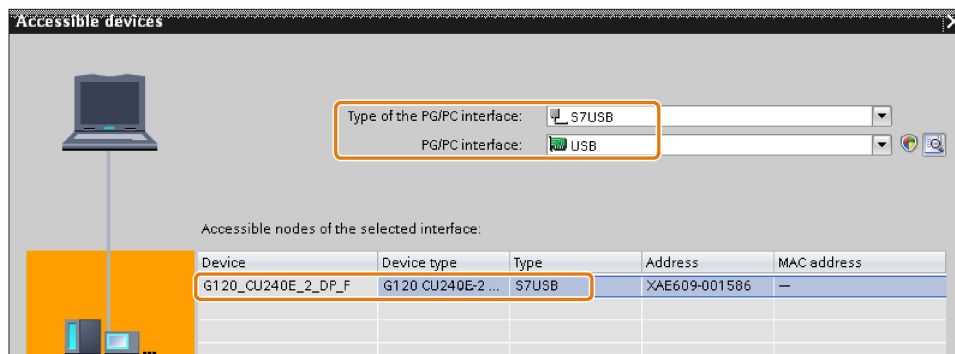 Accessible devices
Type of the PG/PC interface: S7USB
PG/PC interface: USB
Accessible nodes of the selected interface:
Device Device type Type Address MAC address
G120_CU240E_2_DP_F G120 CU240E-2 ... S7USB XAE609-001586 —